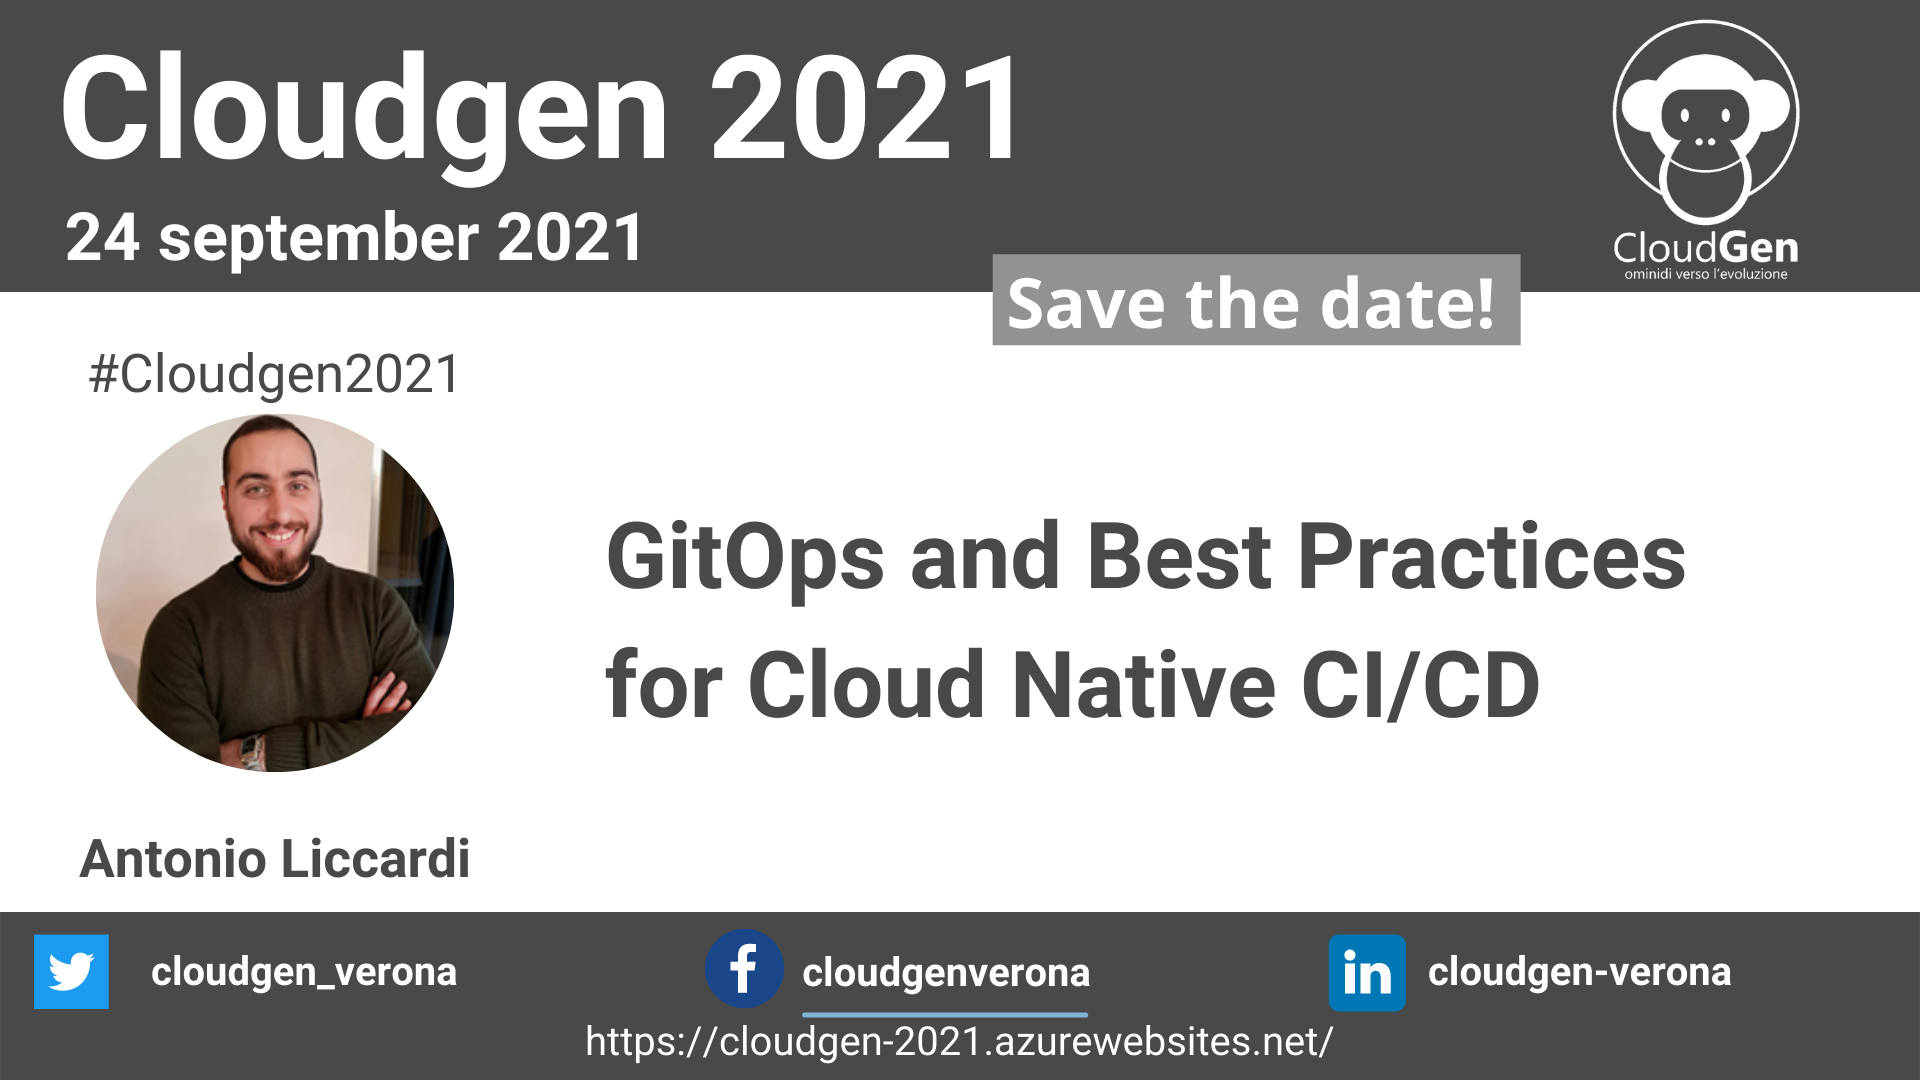 Cloudgen 2021
24 september 2021
CloudGen
ominidi verso l'evoluzione
Save the date!
#Cloudgen2021
GitOps and Best Practices
for Cloud Native CI/CD
Antonio Liccardi
cloudgen_verona
cloudgenverona
cloudgen-verona
https://cloudgen-2021.azurewebsites.net/